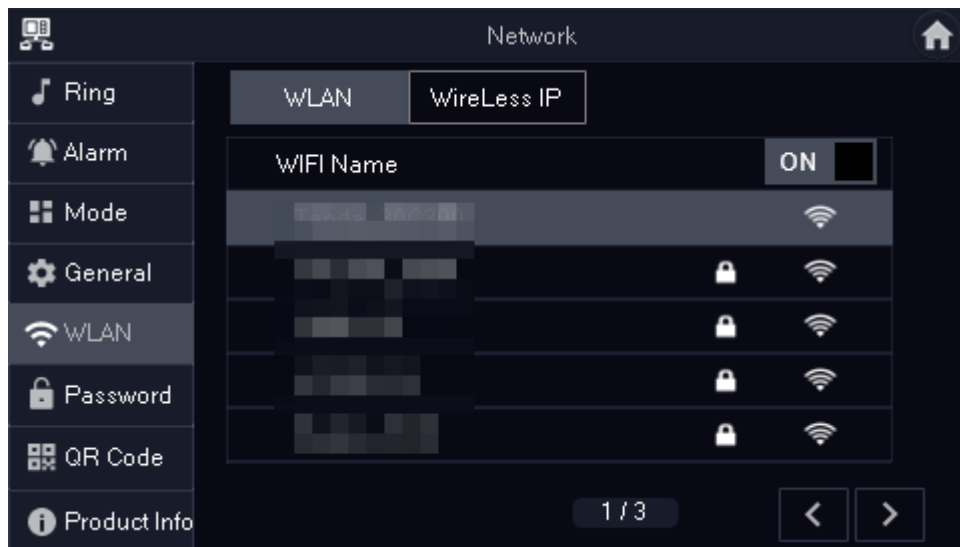 Network
Ring
WLAN WireLess IP
Alarm
WIFI Name ON
Mode
General
WLAN
Password
QR Code
Product Info
1 / 3